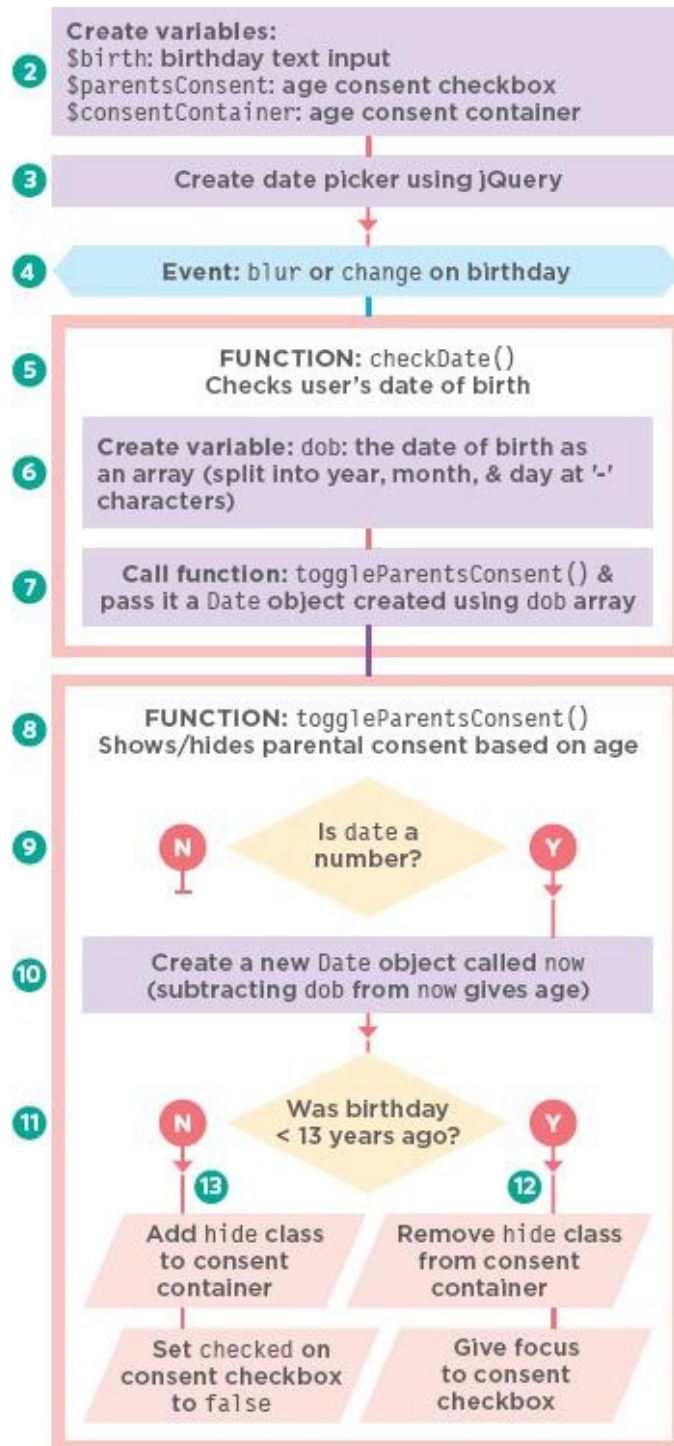 2
Create variables:
$birth: birthday text input
$parentsConsent: age consent checkbox
$consentContainer: age consent container
3
Create date picker using jQuery
4
Event: blur or change on birthday
5
FUNCTION: checkDate()
Checks user’s date of birth
6
Create variable: dob: the date of birth as
an array (split into year, month, & day at '-'
characters)
7
Call function: toggleParentsConsent() &
pass it a Date object created using dob array
8
FUNCTION: toggleParentsConsent()
Shows/hides parental consent based on age
9
N
Is date a
number?
Y
10
Create a new Date object called now
(subtracting dob from now gives age)
11
N
Was birthday
< 13 years ago?
Y
13
12
Add hide class
to consent
container
Remove hide class
from consent
container
Set checked on
consent checkbox
to false
Give focus
to consent
checkbox